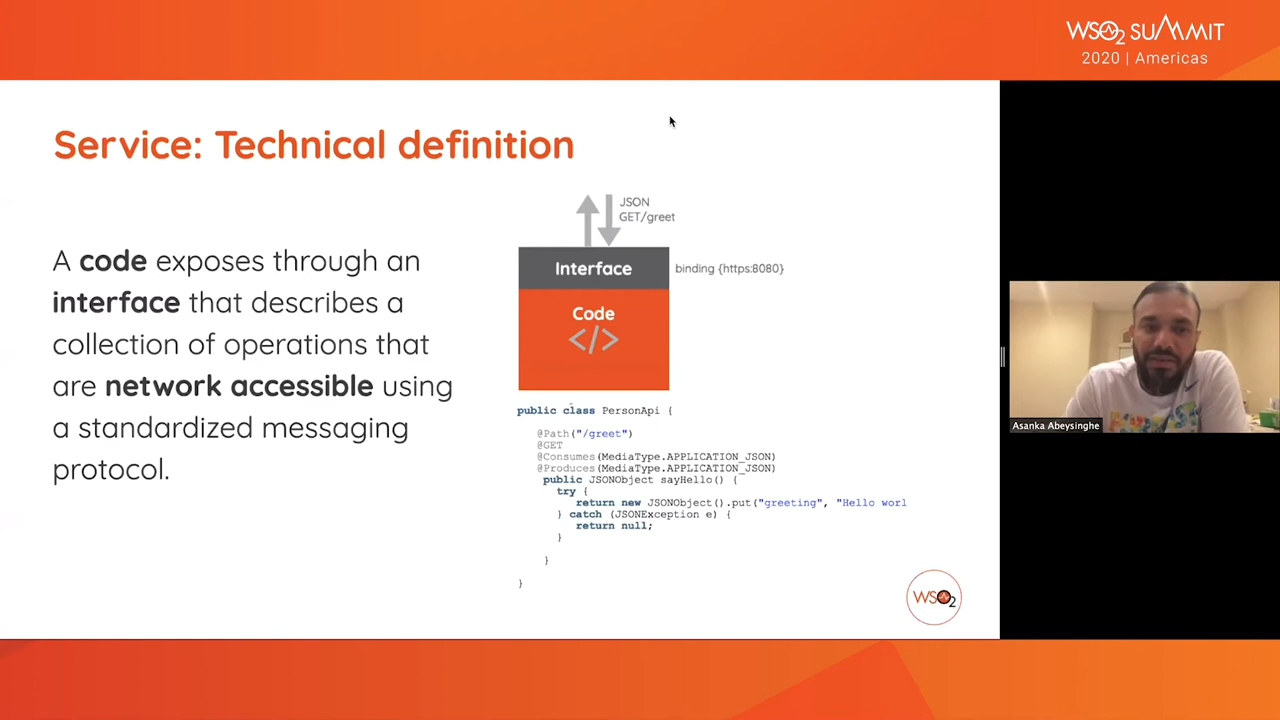 WSO2 SUMMIT
2020 | Americas
Service: Technical definition
A code exposes through an
interface that describes a
collection of operations that
are network accessible using
a standardized messaging
protocol.
JSON
GET/greet
Interface
binding {https:8080}
Code
</>
public class PersonApi {
@Path("/greet")
@GET
@Consumes(MediaType.APPLICATION_JSON)
@Produces(MediaType.APPLICATION_JSON)
public JSONObject sayHello() {
try {
return new JSONObject().put("greeting", "Hello worl
} catch (JSONException e) {
return null;
}
}
}
WSO2
Asanka Abeysinghe